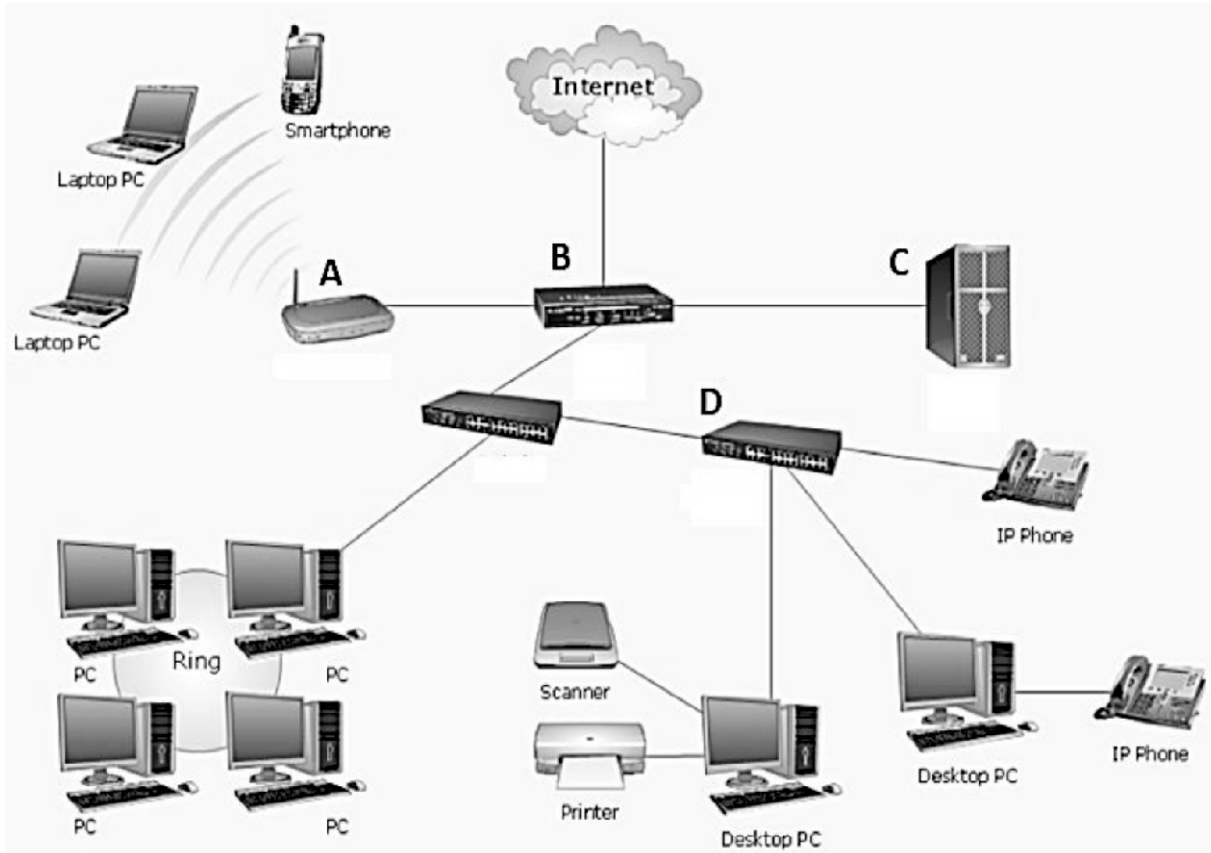 Internet
Smartphone
Laptop PC
A
B
C
Laptop PC
D
IP Phone
Ring
PC
PC
Scanner
IP Phone
Desktop PC
Printer
PC
PC
Desktop PC